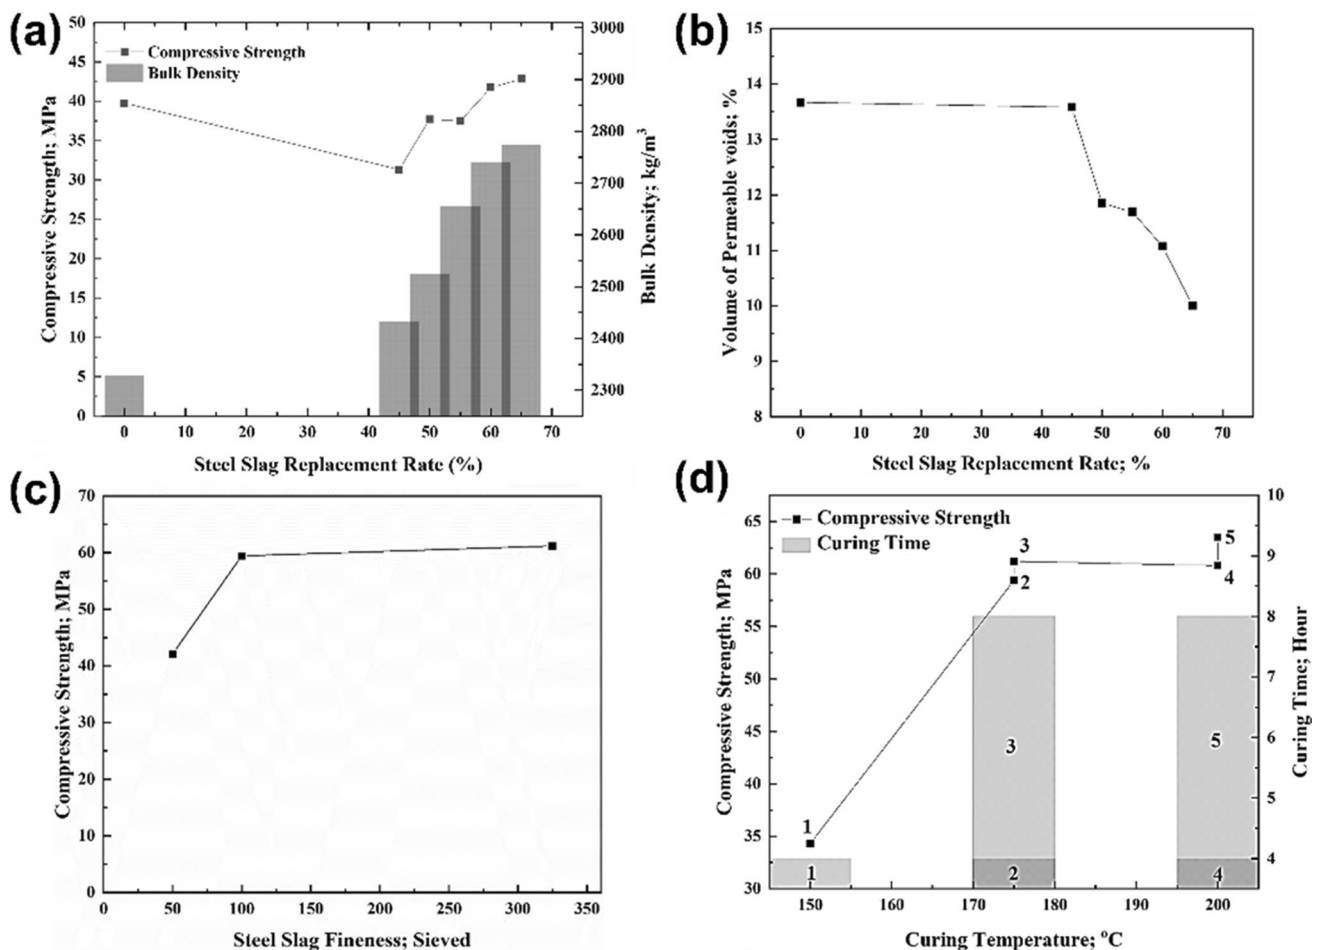 (a)
Compressive Strength
Bulk Density
Compressive Strength; MPa
50
45
40
35
30
25
20
15
10
5
0
3000
2900
2800
2700
2600
2500
2400
2300
Bulk Density; kg/m³
0 10 20 30 40 50 60 70
Steel Slag Replacement Rate (%)
(b)
Volume of Permeable voids; %
15
14
13
12
11
10
9
8
0 10 20 30 40 50 60 70
Steel Slag Replacement Rate; %
(c)
Compressive Strength; MPa
70
60
50
40
30
20
10
0
0 50 100 150 200 250 300 350
Steel Slag Fineness; Sieved
(d)
Compressive Strength
Curing Time
Compressive Strength; MPa
65
60
55
50
45
40
35
30
10
9
8
7
6
5
4
Curing Time; Hour
3
5
2
4
3
5
1
1
2
4
150 160 170 180 190 200
Curing Temperature; °C